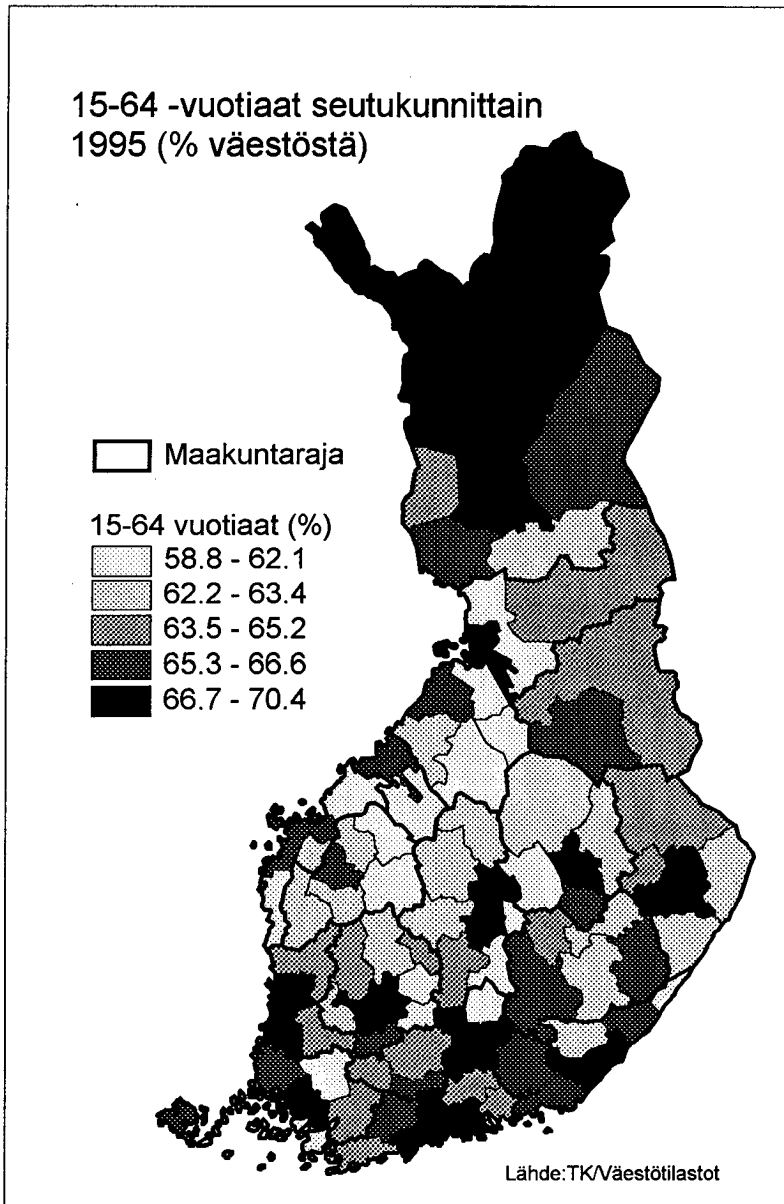 15-64 -vuotiaat seutukunnittain
1995 (% väestöstä)
Maakuntaraja
15-64 vuotiaat (%)
58.8 - 62.1
62.2 - 63.4
63.5 - 65.2
65.3 - 66.6
66.7 - 70.4
Lähde:TK/Väestötilastot